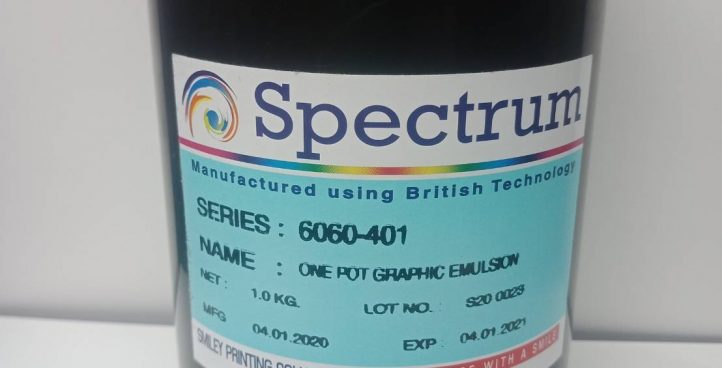 Spectrum
Manufactured using British Technology
SERIES : 6060-401
NAME : ONE POT GRAPHIC EMULSION
NET : 1.0 KG. LOT NO. : S20 0023
MFG 04.01.2020 EXP : 04.01.2021
SMILEY PRINTING WITH A SMILE